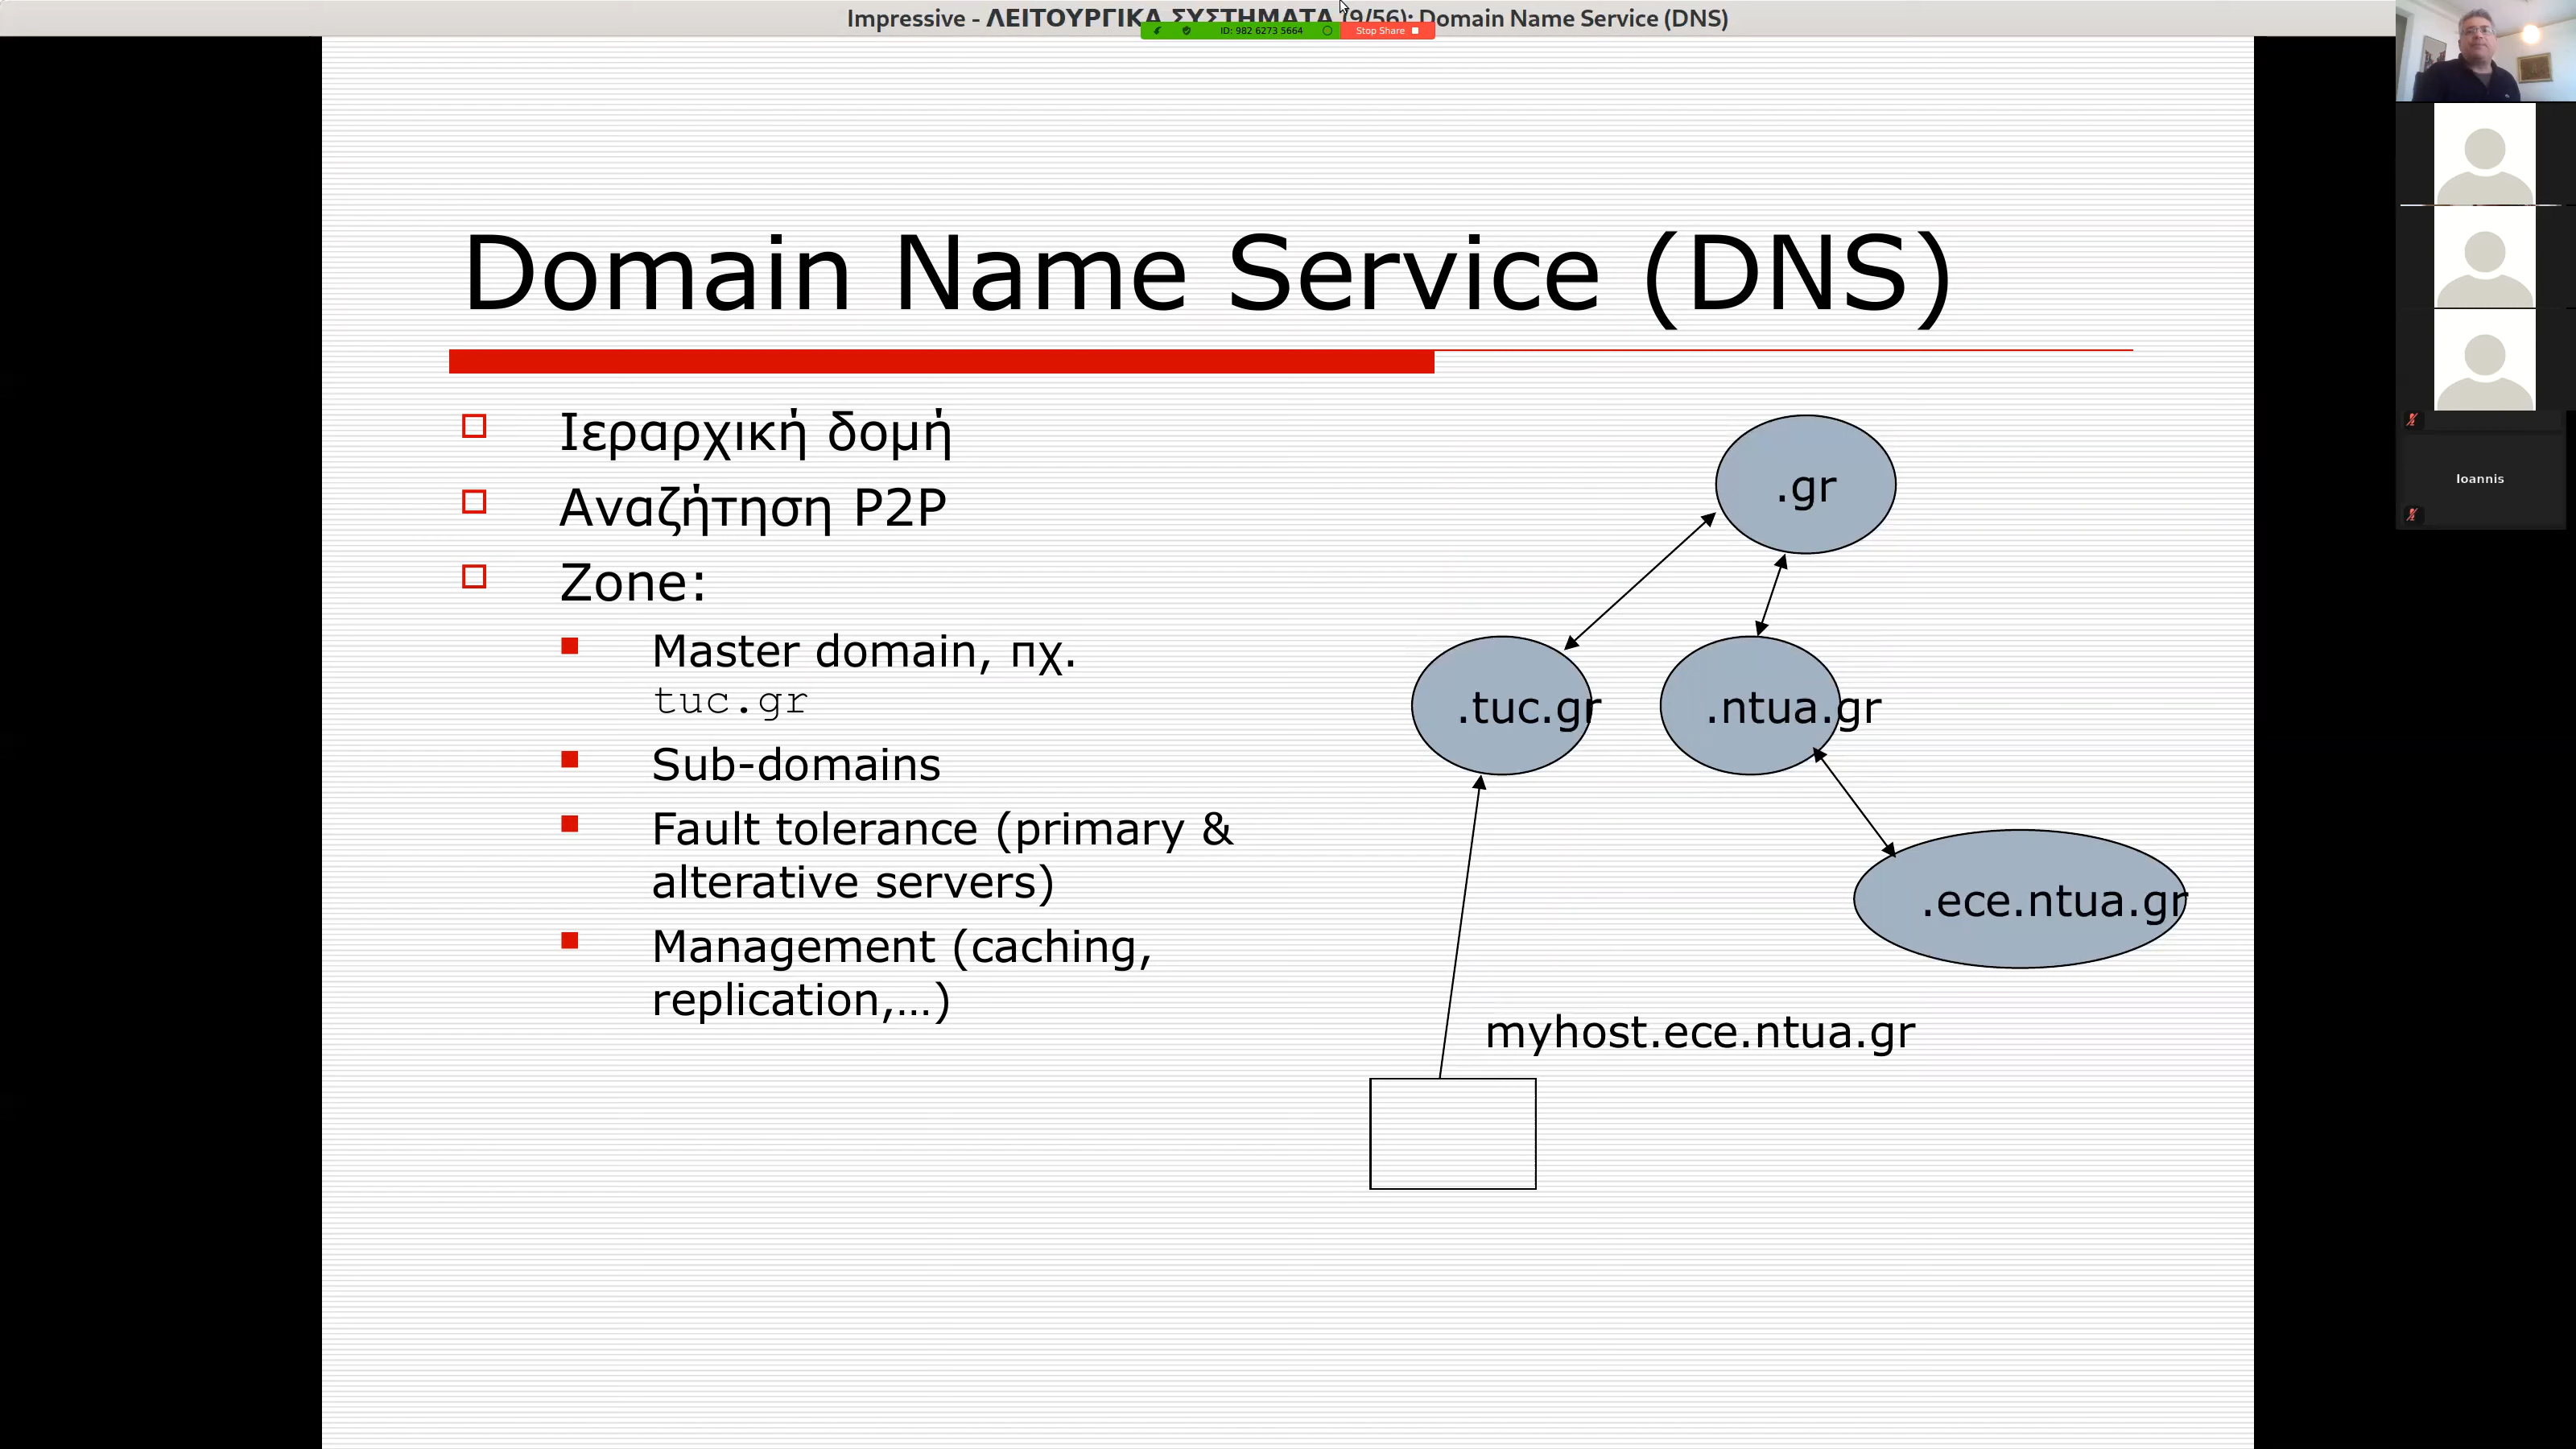 Impressive - ΛΕΙΤΟΥΡΓΙΚΑ ΣΥΣΤΗΜΑΤΑ (9/56): Domain Name Service (DNS)
ID: 982 6273 5664
Stop Share
Domain Name Service (DNS)
Ιεραρχική δομή
Αναζήτηση P2P
Zone:
Master domain, πχ.
tuc.gr
Sub-domains
Fault tolerance (primary &
alterative servers)
Management (caching,
replication,…)
.gr
.tuc.gr
.ntua.gr
.ece.ntua.gr
myhost.ece.ntua.gr
Ioannis